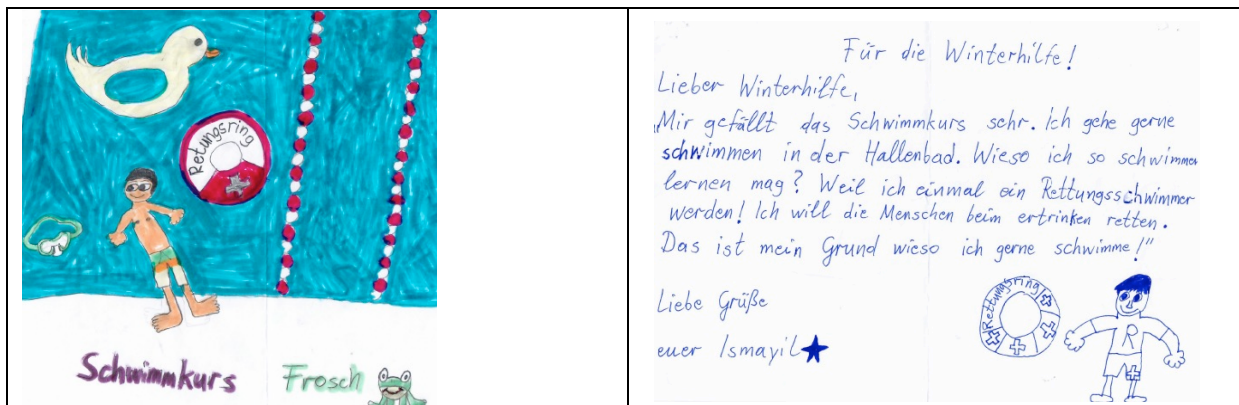 Retungsring
Schwimmkurs Frosch
Für die Winterhilfe!
Lieber Winterhilfe,
„Mir gefällt das Schwimmkurs sehr. Ich gehe gerne
schwimmen in der Hallenbad. Wieso ich so schwimmen
lernen mag? Weil ich einmal ein Rettungsschwimmer
werden! Ich will die Menschen beim ertrinken retten.
Das ist mein Grund wieso ich gerne schwimme!"
Liebe Grüße
euer Ismayil
Rettungsring
R